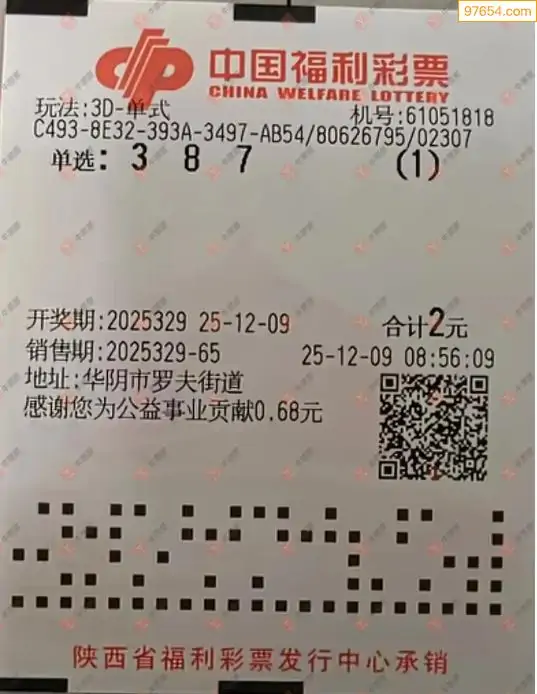 97654.com
中国福利彩票
CHINA WELFARE LOTTERY
玩法:3D-单式 机号:61051818
C493-8E32-393A-3497-AB54/80626795/02307
单选: 3 8 7 (1)
开奖期:2025329 25-12-09 合计2元
销售期:2025329-65 25-12-09 08:56:09
地址:华阴市罗夫街道
感谢您为公益事业贡献0.68元
陕西省福利彩票发行中心承销